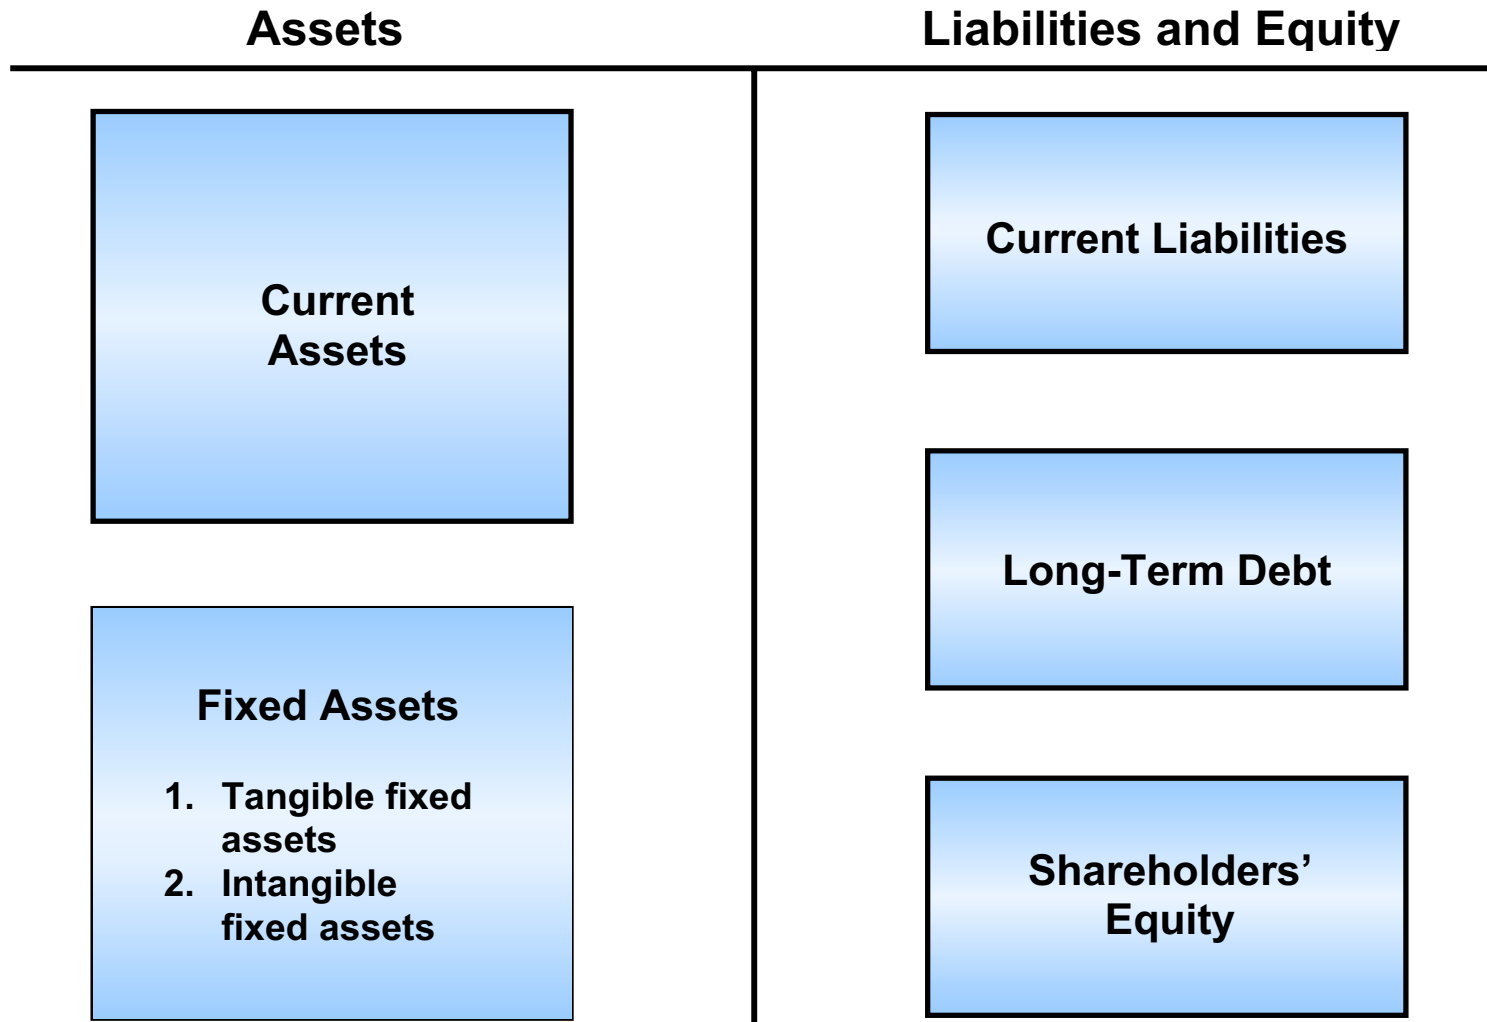 Assets
Liabilities and Equity
Current
Assets
Fixed Assets
1. Tangible fixed
assets
2. Intangible
fixed assets
Current Liabilities
Long-Term Debt
Shareholders’
Equity